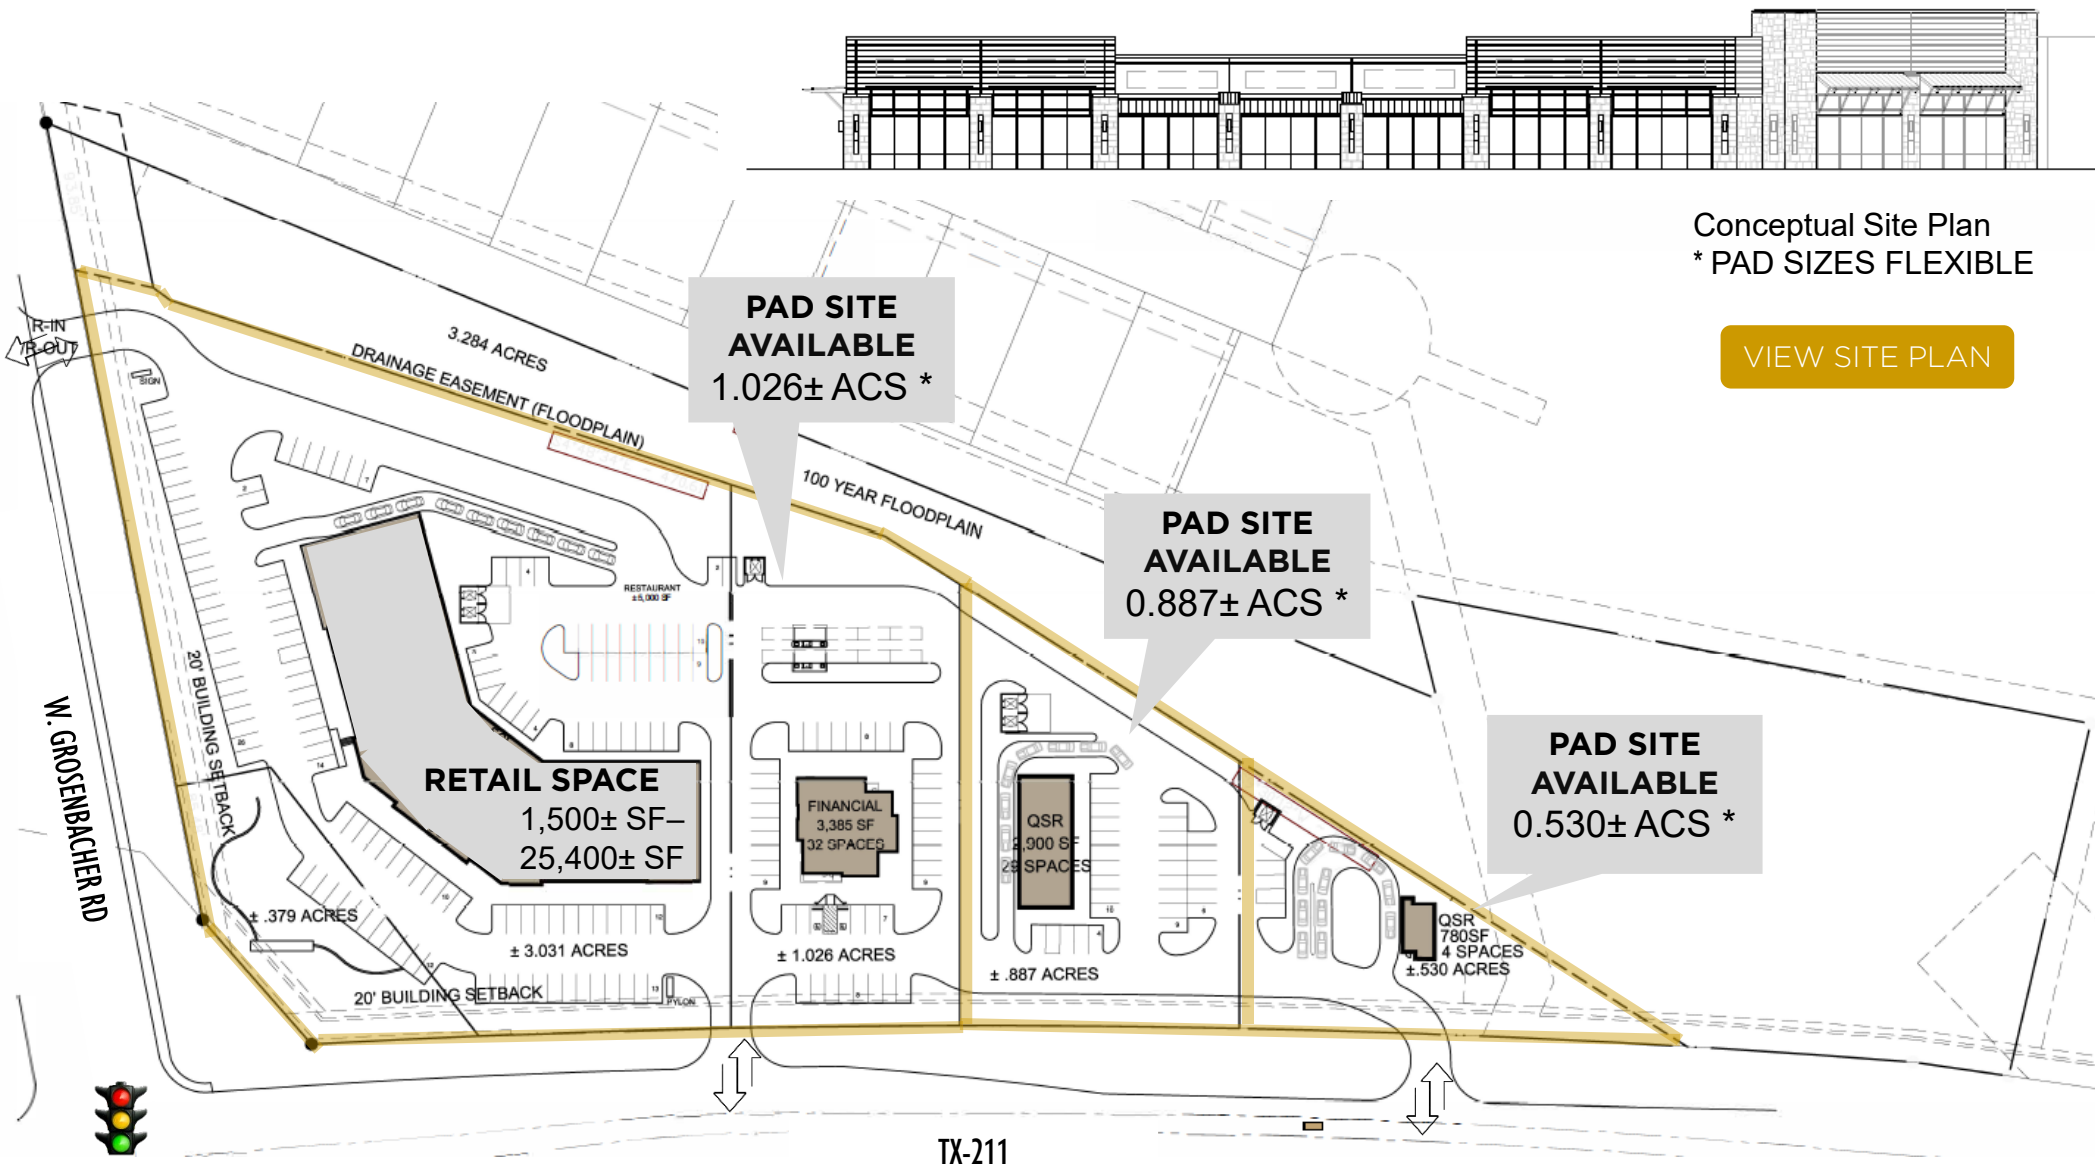 Conceptual Site Plan
* PAD SIZES FLEXIBLE
VIEW SITE PLAN
R-IN
/R-OUT
SIGN
3.284 ACRES
DRAINAGE EASEMENT (FLOODPLAIN)
PAD SITE
AVAILABLE
1.026± ACS *
100 YEAR FLOODPLAIN
PAD SITE
AVAILABLE
0.887± ACS *
PAD SITE
AVAILABLE
0.530± ACS *
RESTAURANT
±5,000 SF
20' BUILDING SETBACK
W. GROSENBACHER RD
RETAIL SPACE
1,500± SF–
25,400± SF
FINANCIAL
3,385 SF
32 SPACES
QSR
2,900 SF
29 SPACES
QSR
780SF
4 SPACES
±.530 ACRES
± .379 ACRES
± 3.031 ACRES
± 1.026 ACRES
± .887 ACRES
20' BUILDING SETBACK
PYLON
TX-211